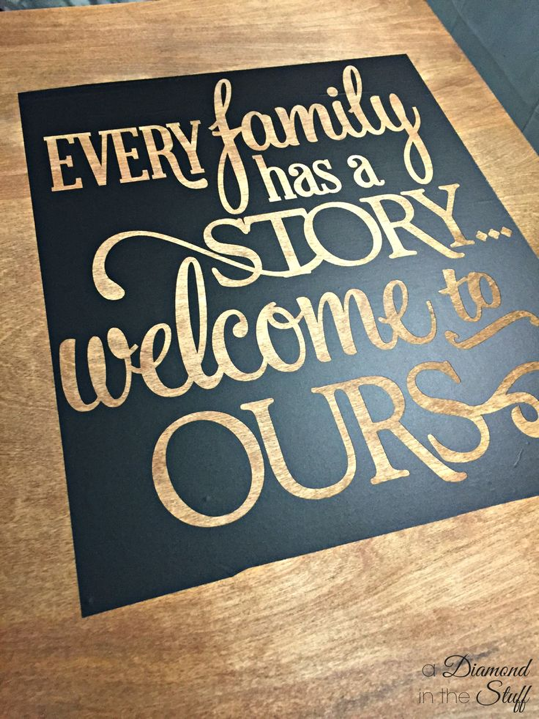 EVERY family
has a
STORY...
welcome to
OURS
a Diamond
in the Stuff